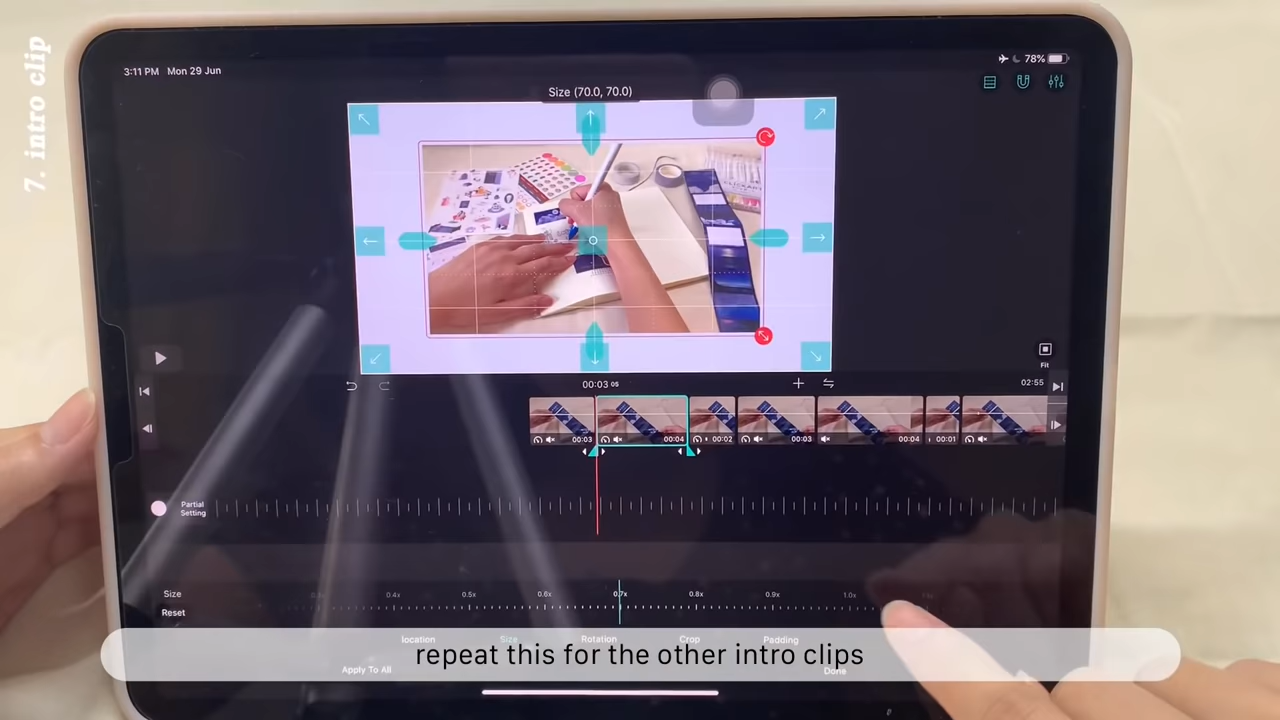 7. intro clip
3:11 PM Mon 29 Jun
78%
Size (70.0, 70.0)
Fit
00:03 05
02:55
00:03
00:04
00:02
00:03
00:04
00:01
Partial
Setting
Size
0.4x
0.5x
0.6x
0.7x
0.8x
0.9x
1.0x
Reset
location
Size
Rotation
Crop
Padding
repeat this for the other intro clips
Apply To All
Done